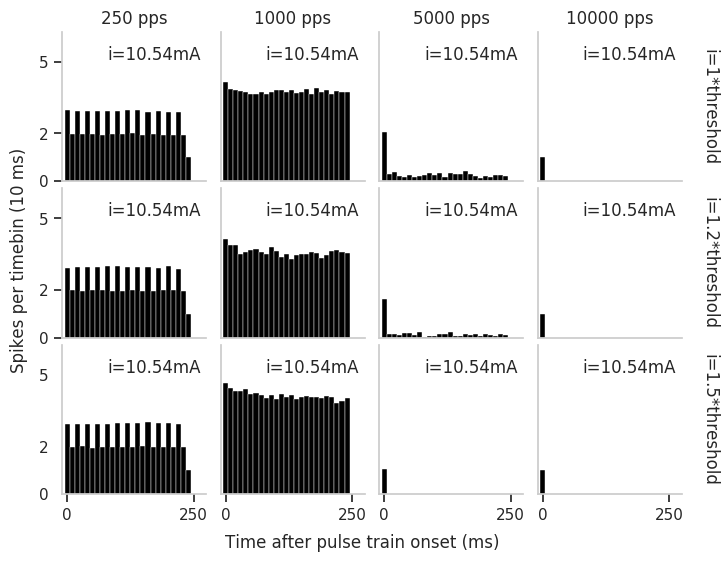 250 pps 1000 pps 5000 pps 10000 pps
i=10.54mA i=10.54mA i=10.54mA i=10.54mA
i=1*threshold
5
2
0
i=10.54mA i=10.54mA i=10.54mA i=10.54mA
i=1.2*threshold
5
2
0
i=10.54mA i=10.54mA i=10.54mA i=10.54mA
i=1.5*threshold
5
2
0
Spikes per timebin (10 ms)
0 250 0 250 0 250 0 250
Time after pulse train onset (ms)